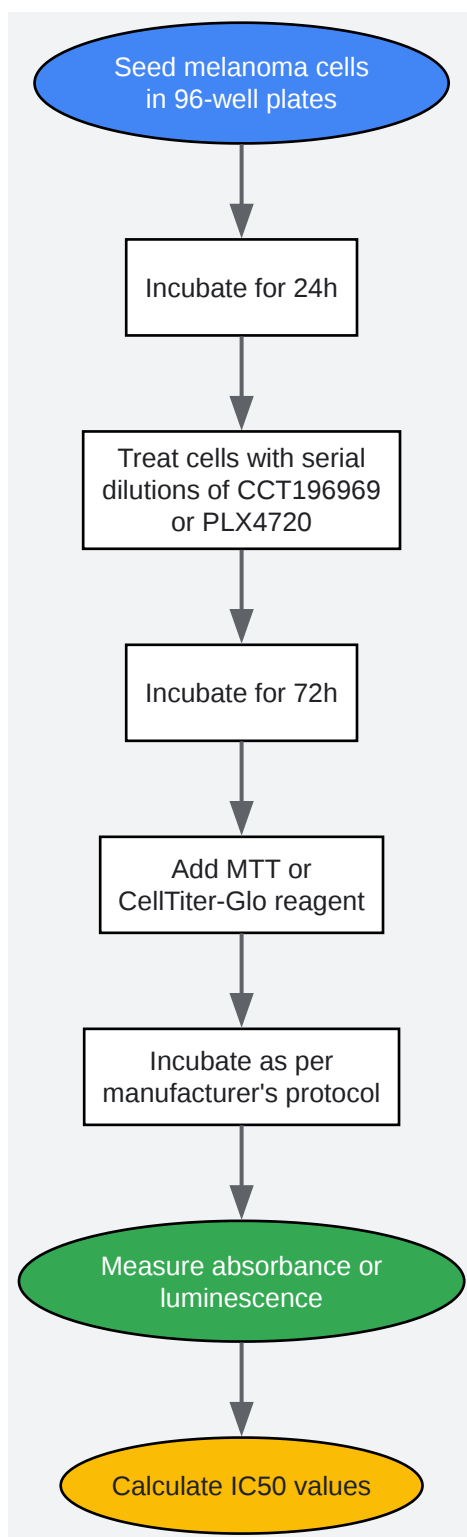 Seed melanoma cells
in 96-well plates
Incubate for 24h
Treat cells with serial
dilutions of CCT196969
or PLX4720
Incubate for 72h
Add MTT or
CellTiter-Glo reagent
Incubate as per
manufacturer's protocol
Measure absorbance or
luminescence
Calculate IC50 values